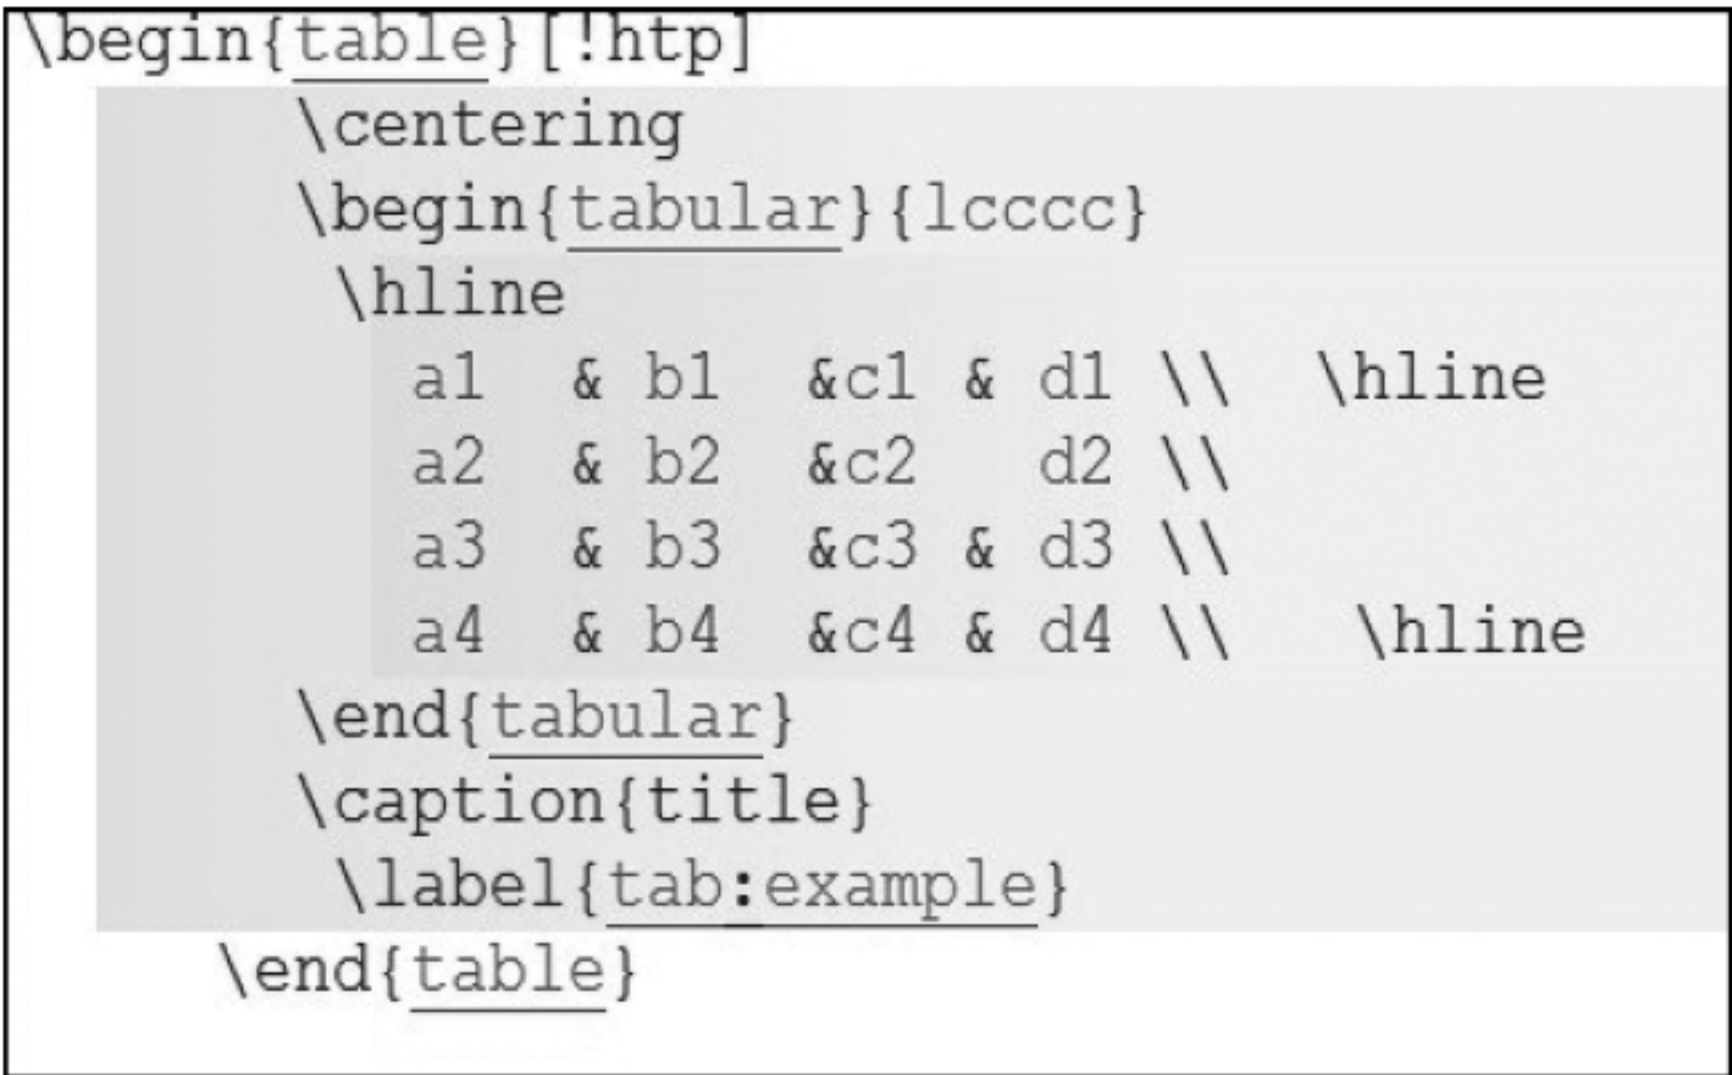 \begin{table}[!htp]
\centering
\begin{tabular}{lcccc}
\hline
a1 & b1 &c1 & d1 \\ \hline
a2 & b2 &c2 d2 \\
a3 & b3 &c3 & d3 \\
a4 & b4 &c4 & d4 \\ \hline
\end{tabular}
\caption{title}
\label{tab:example}
\end{table}